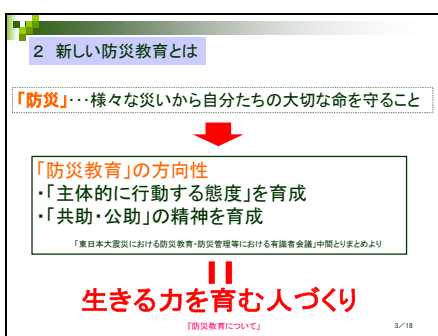 2 新しい防災教育とは
「防災」･･･様々な災いから自分たちの大切な命を守ること
「防災教育」の方向性
・「主体的に行動する態度」を育成
・「共助・公助」の精神を育成
「東日本大震災における防災教育・防災管理等における有識者会議」中間とりまとめより
生きる力を育む人づくり
『防災教育について』
3／18